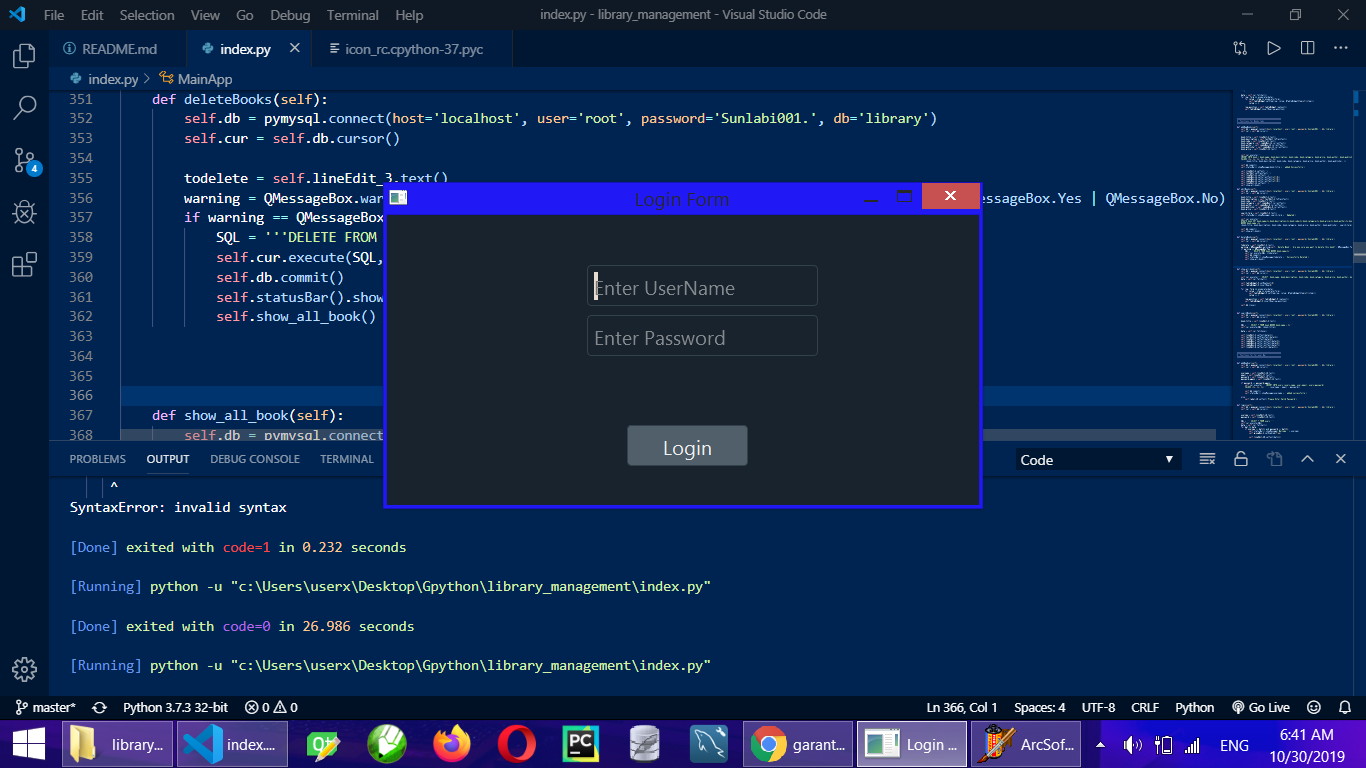 File Edit Selection View Go Debug Terminal Help
index.py - library_management - Visual Studio Code
README.md
index.py
icon_rc.cpython-37.pyc
index.py > MainApp
351 def deleteBooks(self):
352 self.db = pymysql.connect(host='localhost', user='root', password='Sunlabi001.', db='library')
353 self.cur = self.db.cursor()
354
355 todelete = self.lineEdit_3.text()
356 warning = QMessageBox.war
essageBox.Yes | QMessageBox.No)
357 if warning == QMessageBox
358 SQL = '''DELETE FROM
359 self.cur.execute(SQL,
360 self.db.commit()
361 self.statusBar().show
362 self.show_all_book()
363
364
365
366
367 def show_all_book(self):
368 self.db = pymysql.connect
Login Form
Enter UserName
Enter Password
Login
PROBLEMS OUTPUT DEBUG CONSOLE TERMINAL
Code
^
SyntaxError: invalid syntax
[Done] exited with code=1 in 0.232 seconds
[Running] python -u "c:\Users\userx\Desktop\Gpython\library_management\index.py"
[Done] exited with code=0 in 26.986 seconds
[Running] python -u "c:\Users\userx\Desktop\Gpython\library_management\index.py"
4
master* Python 3.7.3 32-bit 0 0
Ln 366, Col 1 Spaces: 4 UTF-8 CRLF Python Go Live
library... index.... Qt PC garant... Login ... ArcSof... ENG
6:41 AM
10/30/2019